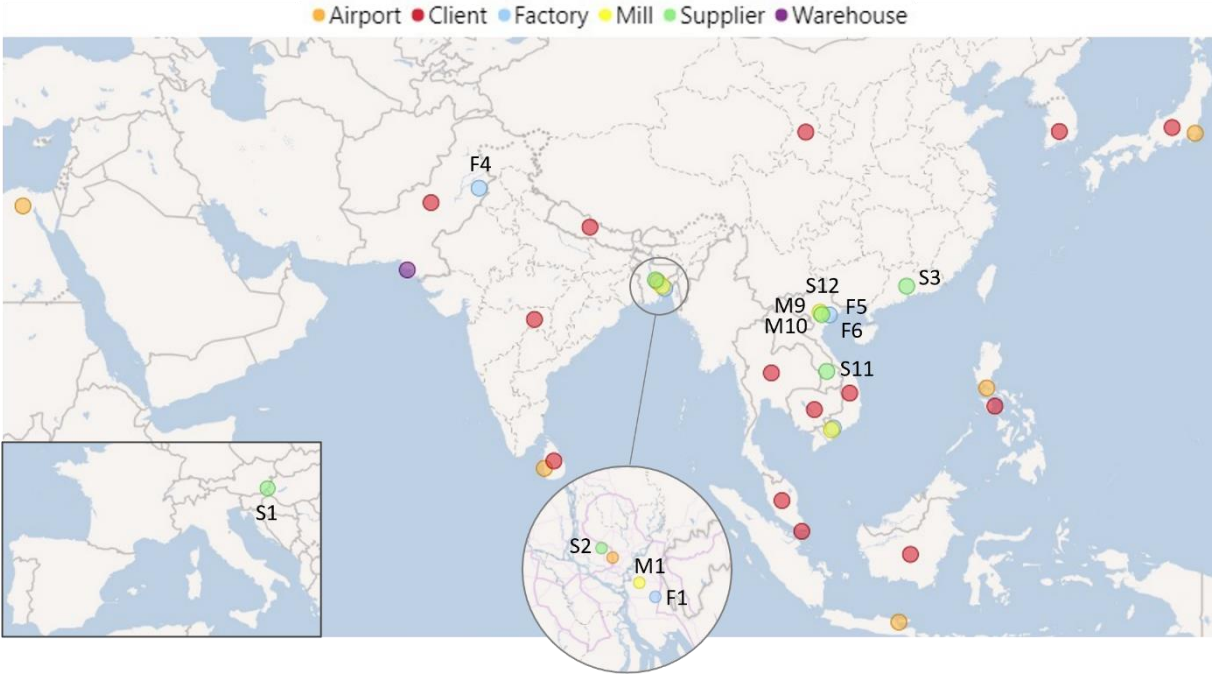 Airport Client Factory Mill Supplier Warehouse
F4
S12
S3
M9
F5
M10
F6
S11
S1
S2
M1
F1